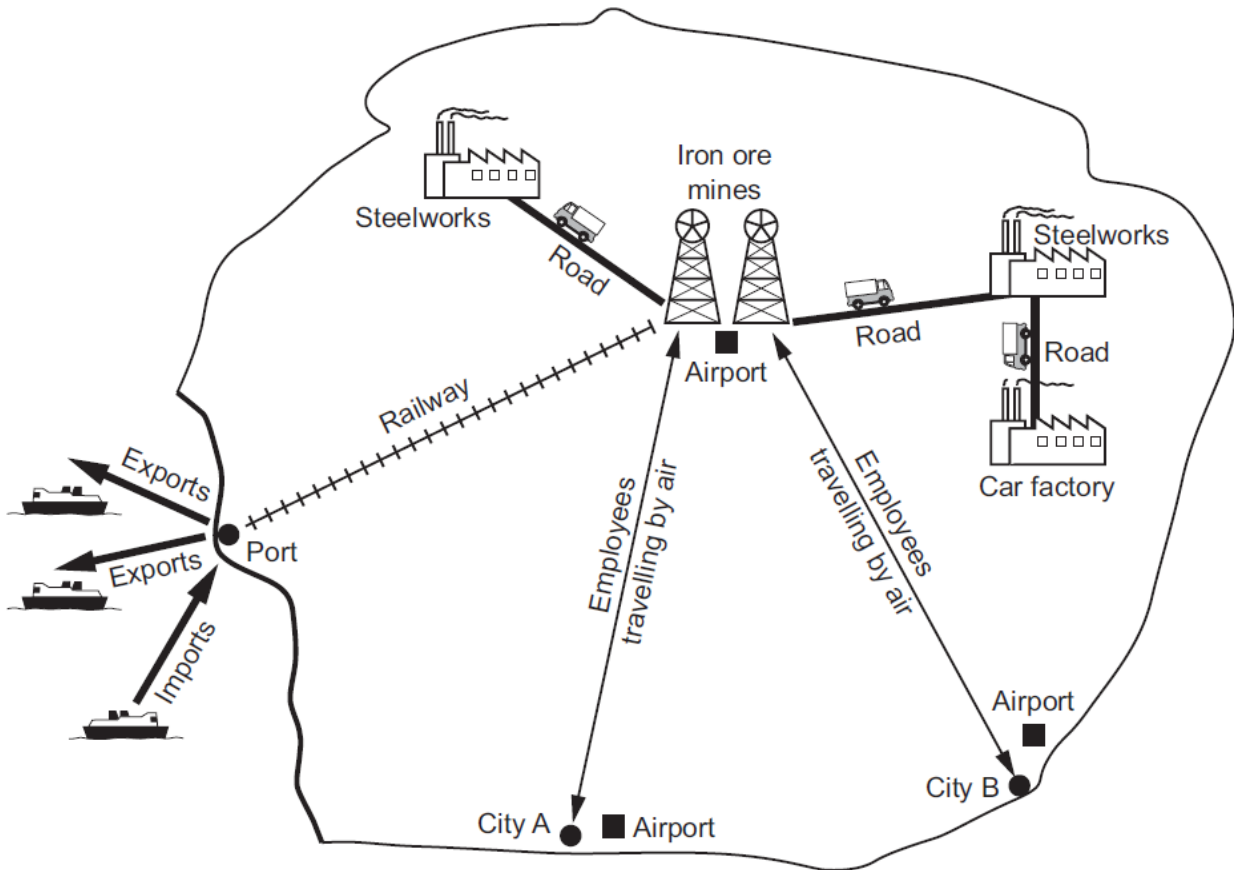 Iron ore
mines
Steelworks
Road
Steelworks
Road
Road
Airport
Car factory
Railway
Exports
Exports
Imports
Port
Employees
travelling by air
Employees
travelling by air
Airport
City B
City A
Airport